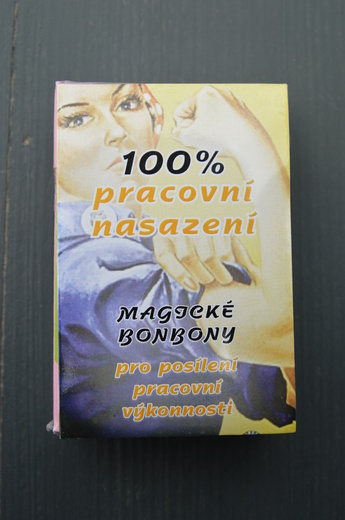 100%
pracovní
nasazení
MAGICKÉ
BONBONY
pro posílení
pracovní
výkonnosti